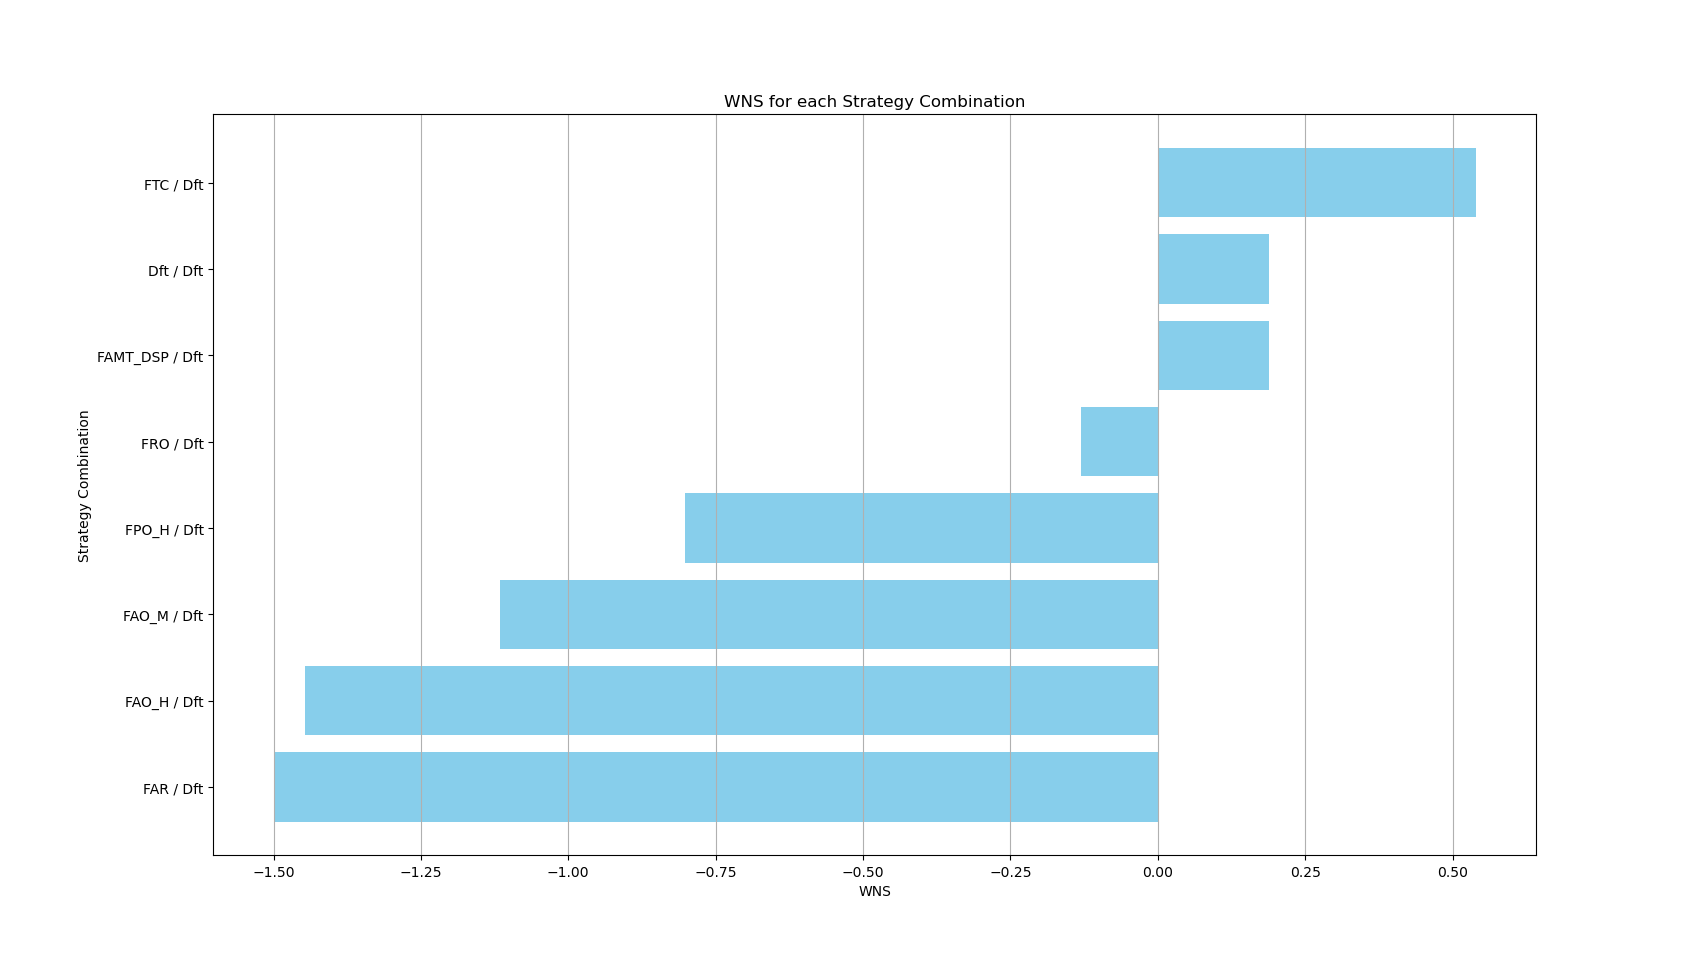 WNS for each Strategy Combination
Strategy Combination
FTC / Dft
Dft / Dft
FAMT_DSP / Dft
FRO / Dft
FPO_H / Dft
FAO_M / Dft
FAO_H / Dft
FAR / Dft
−1.50 −1.25 −1.00 −0.75 −0.50 −0.25 0.00 0.25 0.50
WNS